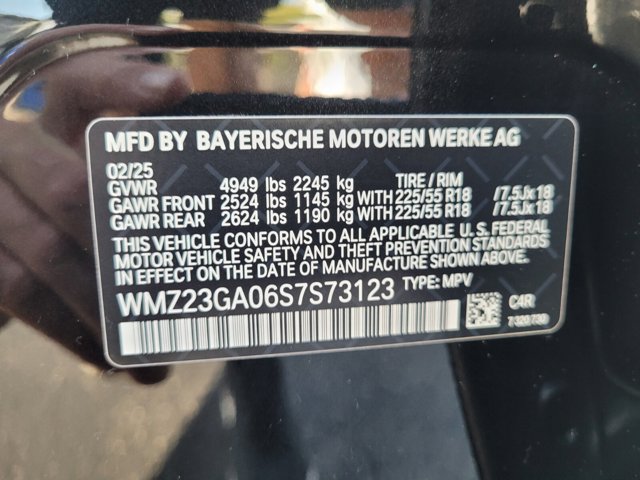 MFD BY BAYERISCHE MOTOREN WERKE AG
02/25
GVWR 4949 lbs 2245 kg TIRE / RIM
GAWR FRONT 2524 lbs 1145 kg WITH 225/55 R18 /7.5Jx18
GAWR REAR 2624 lbs 1190 kg WITH 225/55 R18 /7.5Jx18
THIS VEHICLE CONFORMS TO ALL APPLICABLE U.S. FEDERAL
MOTOR VEHICLE SAFETY AND THEFT PREVENTION STANDARDS
IN EFFECT ON THE DATE OF MANUFACTURE SHOWN ABOVE.
WMZ23GA06S7S73123 TYPE: MPV
C4R
7 320 730